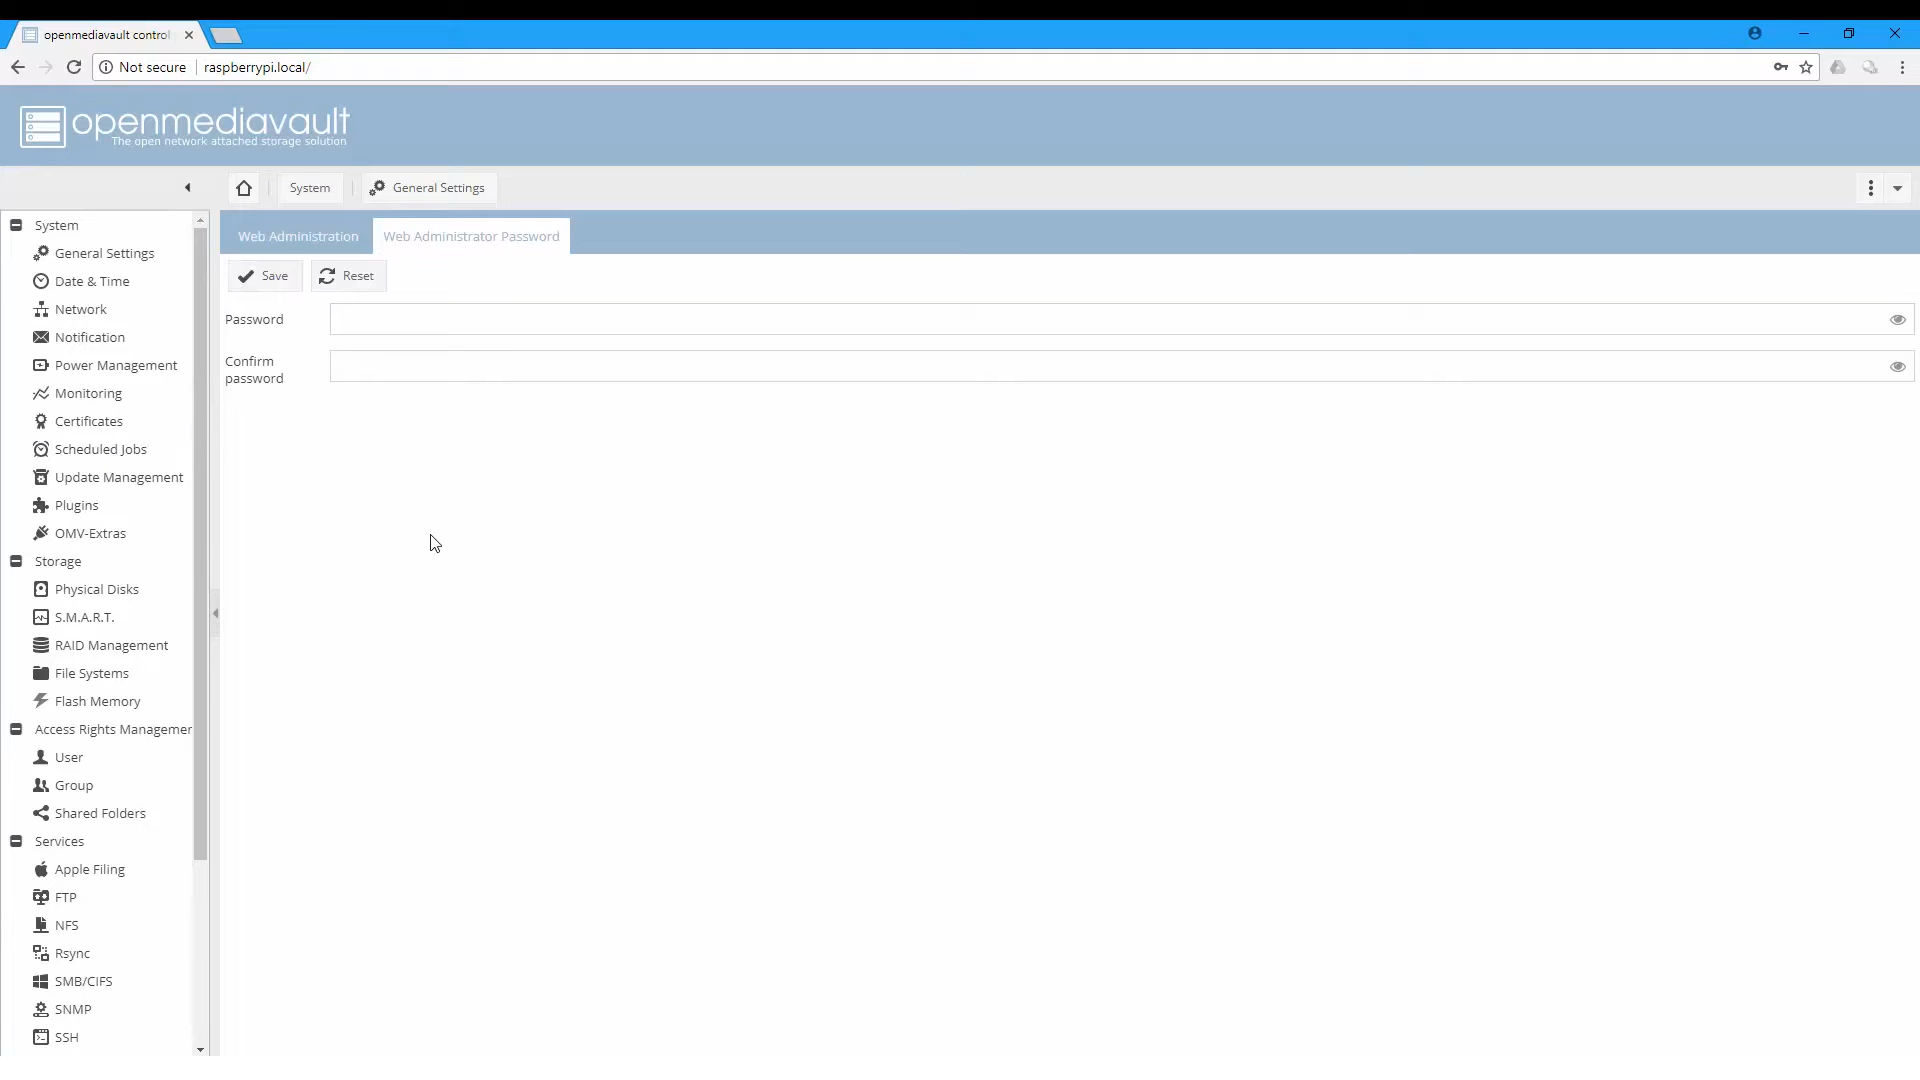 openmediavault control
Not secure raspberrypi.local/
openmediavault
The open network attached storage solution
System General Settings
System
General Settings
Date & Time
Network
Notification
Power Management
Monitoring
Certificates
Scheduled Jobs
Update Management
Plugins
OMV-Extras
Storage
Physical Disks
S.M.A.R.T.
RAID Management
File Systems
Flash Memory
Access Rights Managemen
User
Group
Shared Folders
Services
Apple Filing
FTP
NFS
Rsync
SMB/CIFS
SNMP
SSH
Web Administration Web Administrator Password
Save Reset
Password
Confirm
password